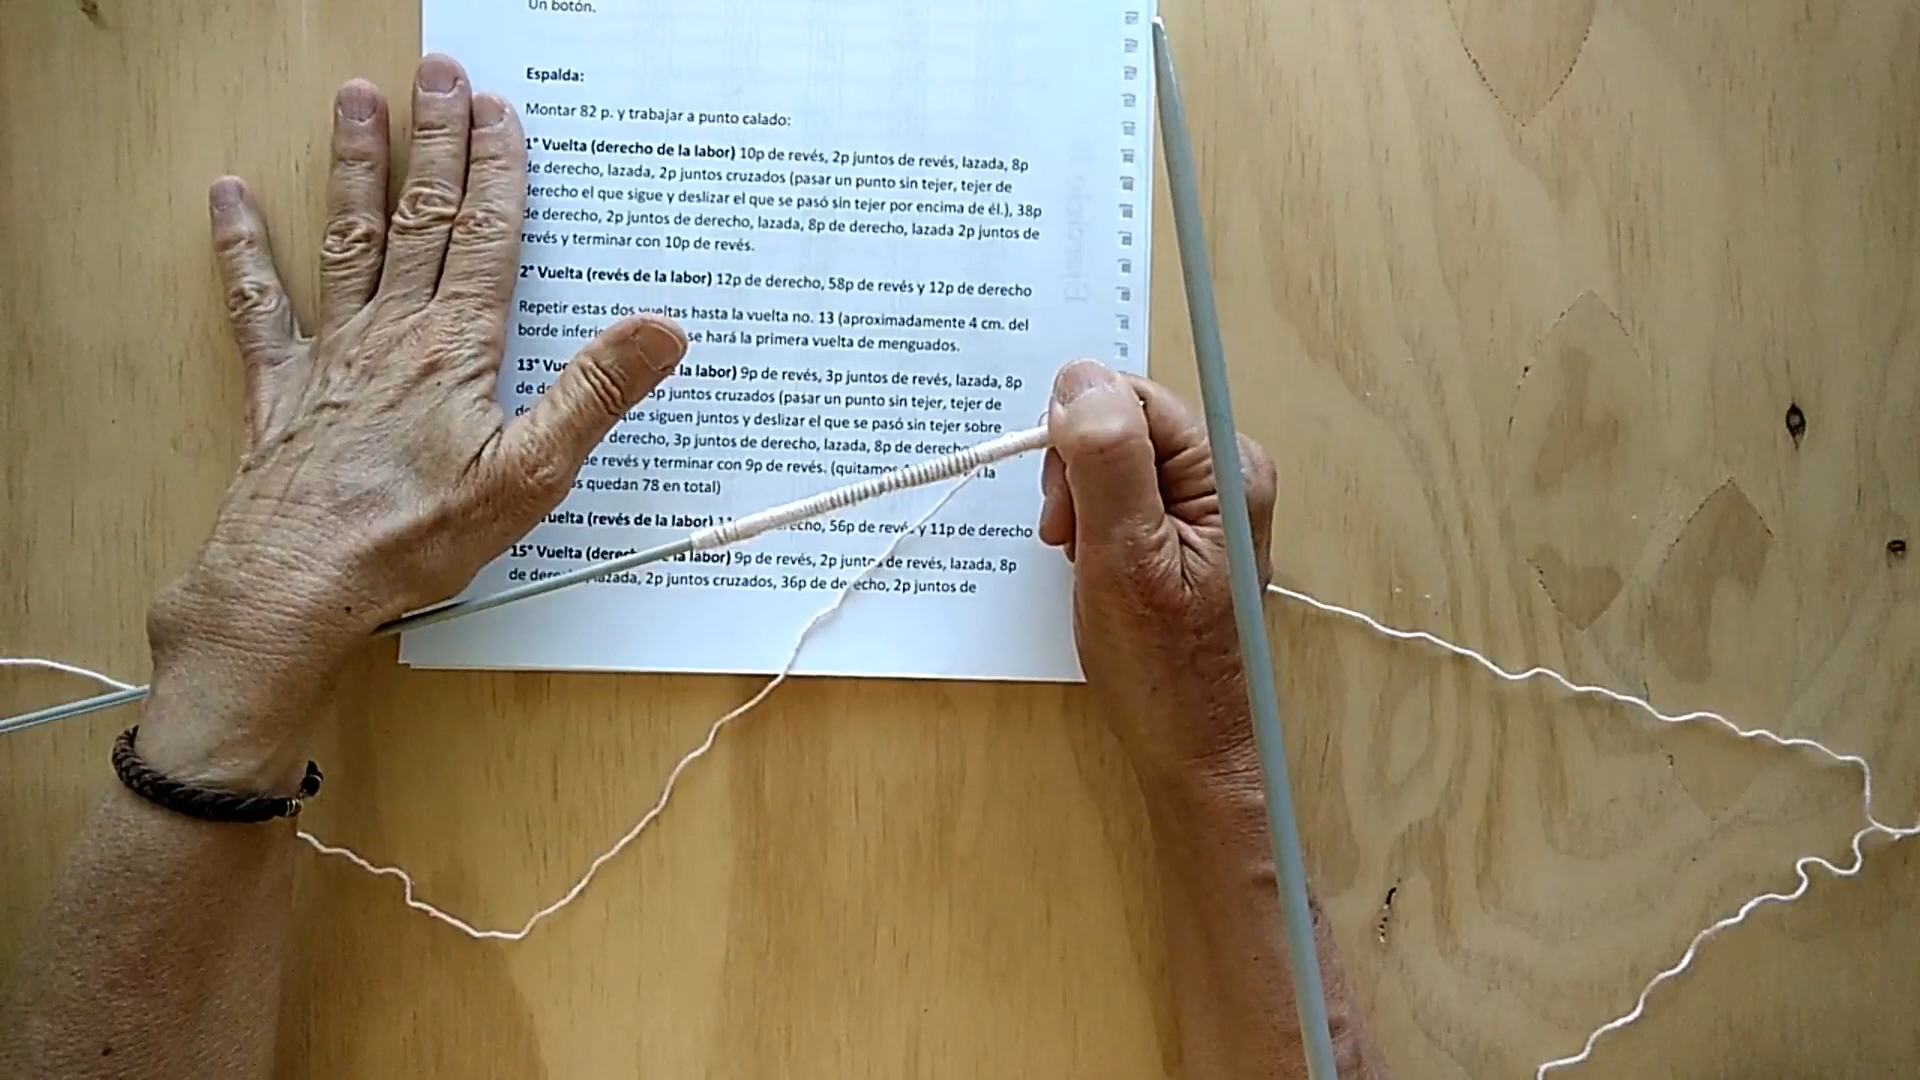 Un botón.
Espalda:
Montar 82 p. y trabajar a punto calado:
1° Vuelta (derecho de la labor) 10p de revés, 2p juntos de revés, lazada, 8p
de derecho, lazada, 2p juntos cruzados (pasar un punto sin tejer, tejer de
derecho el que sigue y deslizar el que se pasó sin tejer por encima de él.), 38p
de derecho, 2p juntos de derecho, lazada, 8p de derecho, lazada 2p juntos de
revés y terminar con 10p de revés.
2° Vuelta (revés de la labor) 12p de derecho, 58p de revés y 12p de derecho
Repetir estas dos vueltas hasta la vuelta no. 13 (aproximadamente 4 cm. del
borde se hará la primera vuelta de menguados.
13° la labor) 9p de revés, 3p juntos de revés, lazada, 8p
de juntos cruzados (pasar un punto sin tejer, tejer de
que siguen juntos y deslizar el que se pasó sin tejer sobre
derecho, 3p juntos de derecho, lazada, 8p de derecho
de revés y terminar con 9p de revés. (quitamos la
quedan 78 en total)
Vuelta (revés de la labor) 56p de revés y 11p de derecho
15° Vuelta la labor) 9p de revés, 2p juntos de revés, lazada, 8p
de lazada, 2p juntos cruzados, 36p de derecho, 2p juntos de